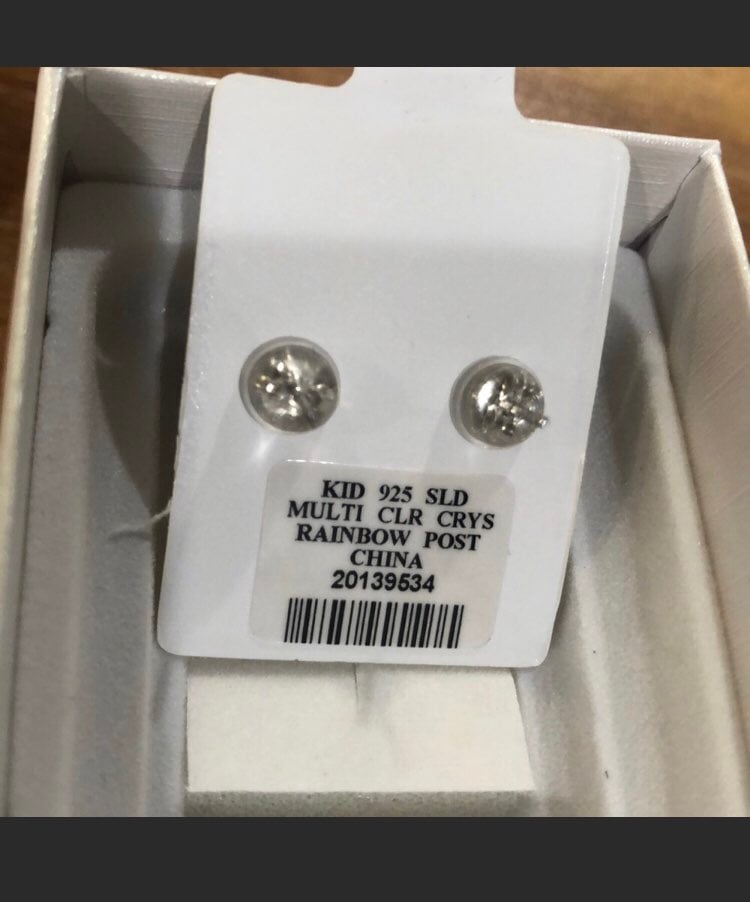 KID 925 SLD
MULTI CLR CRYS
RAINBOW POST
CHINA
20139534